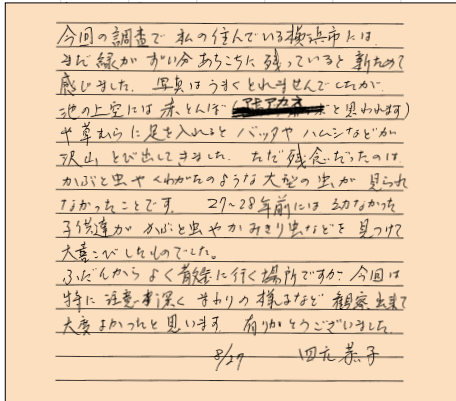 今回の調査で 私の住んでいる横浜市には
まだ緑が ずい分あちこちに 残っていると 新ためて
感じました。 写真は うまくとれませんでしたが、
池の上空には 赤とんぼ (と思われます)
や草むらに足を入れると バッタや ハムシなどが
沢山 とび出してきました。 ただ残念だったのは
かぶと虫や くわがたのような 大型の虫が 見られ
なかったことです。 27〜28年前には 幼なかった
子供達が かぶと虫や かみきり虫などを 見つけて
大喜こびしたものでした。
ふだんから よく散歩に行く場所ですが、今回は
特に 注意深く まわりの様子など 観察出来て
大変よかったと思います 有りがとうございました。
8/27 四元 恭子